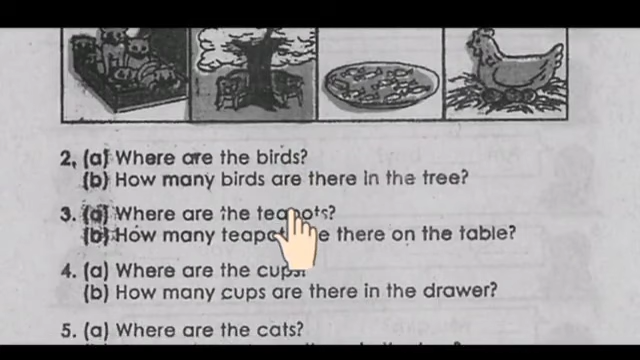 2. (a) Where are the birds?
(b) How many birds are there in the tree?
3. (a) Where are the teapots?
(b) How many teapot e there on the table?
4. (a) Where are the cups?
(b) How many cups are there in the drawer?
5. (a) Where are the cats?